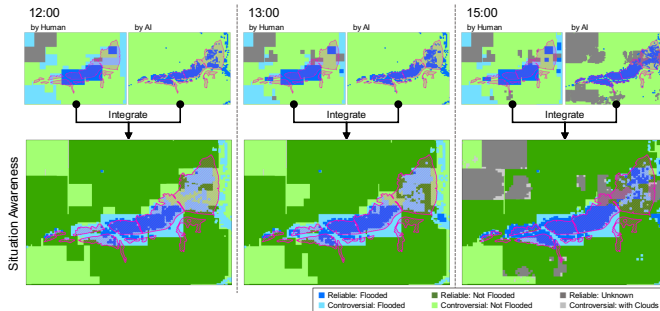 12:00
by Human
by AI
13:00
by Human
by AI
15:00
by Human
by AI
Integrate
Integrate
Integrate
Situation Awareness
Reliable: Flooded
Reliable: Not Flooded
Reliable: Unknown
Controversial: Flooded
Controversial: Not Flooded
Controversial: with Clouds